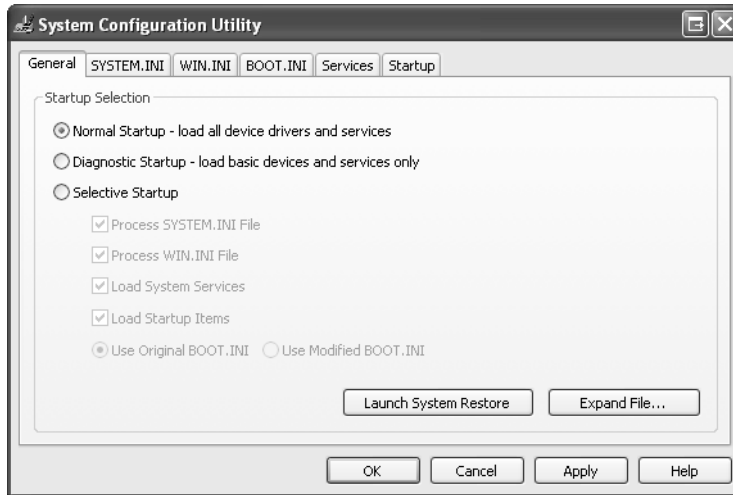 System Configuration Utility
General SYSTEM.INI WIN.INI BOOT.INI Services Startup
Startup Selection
Normal Startup - load all device drivers and services
Diagnostic Startup - load basic devices and services only
Selective Startup
Process SYSTEM.INI File
Process WIN.INI File
Load System Services
Load Startup Items
Use Original BOOT.INI Use Modified BOOT.INI
Launch System Restore Expand File...
OK Cancel Apply Help